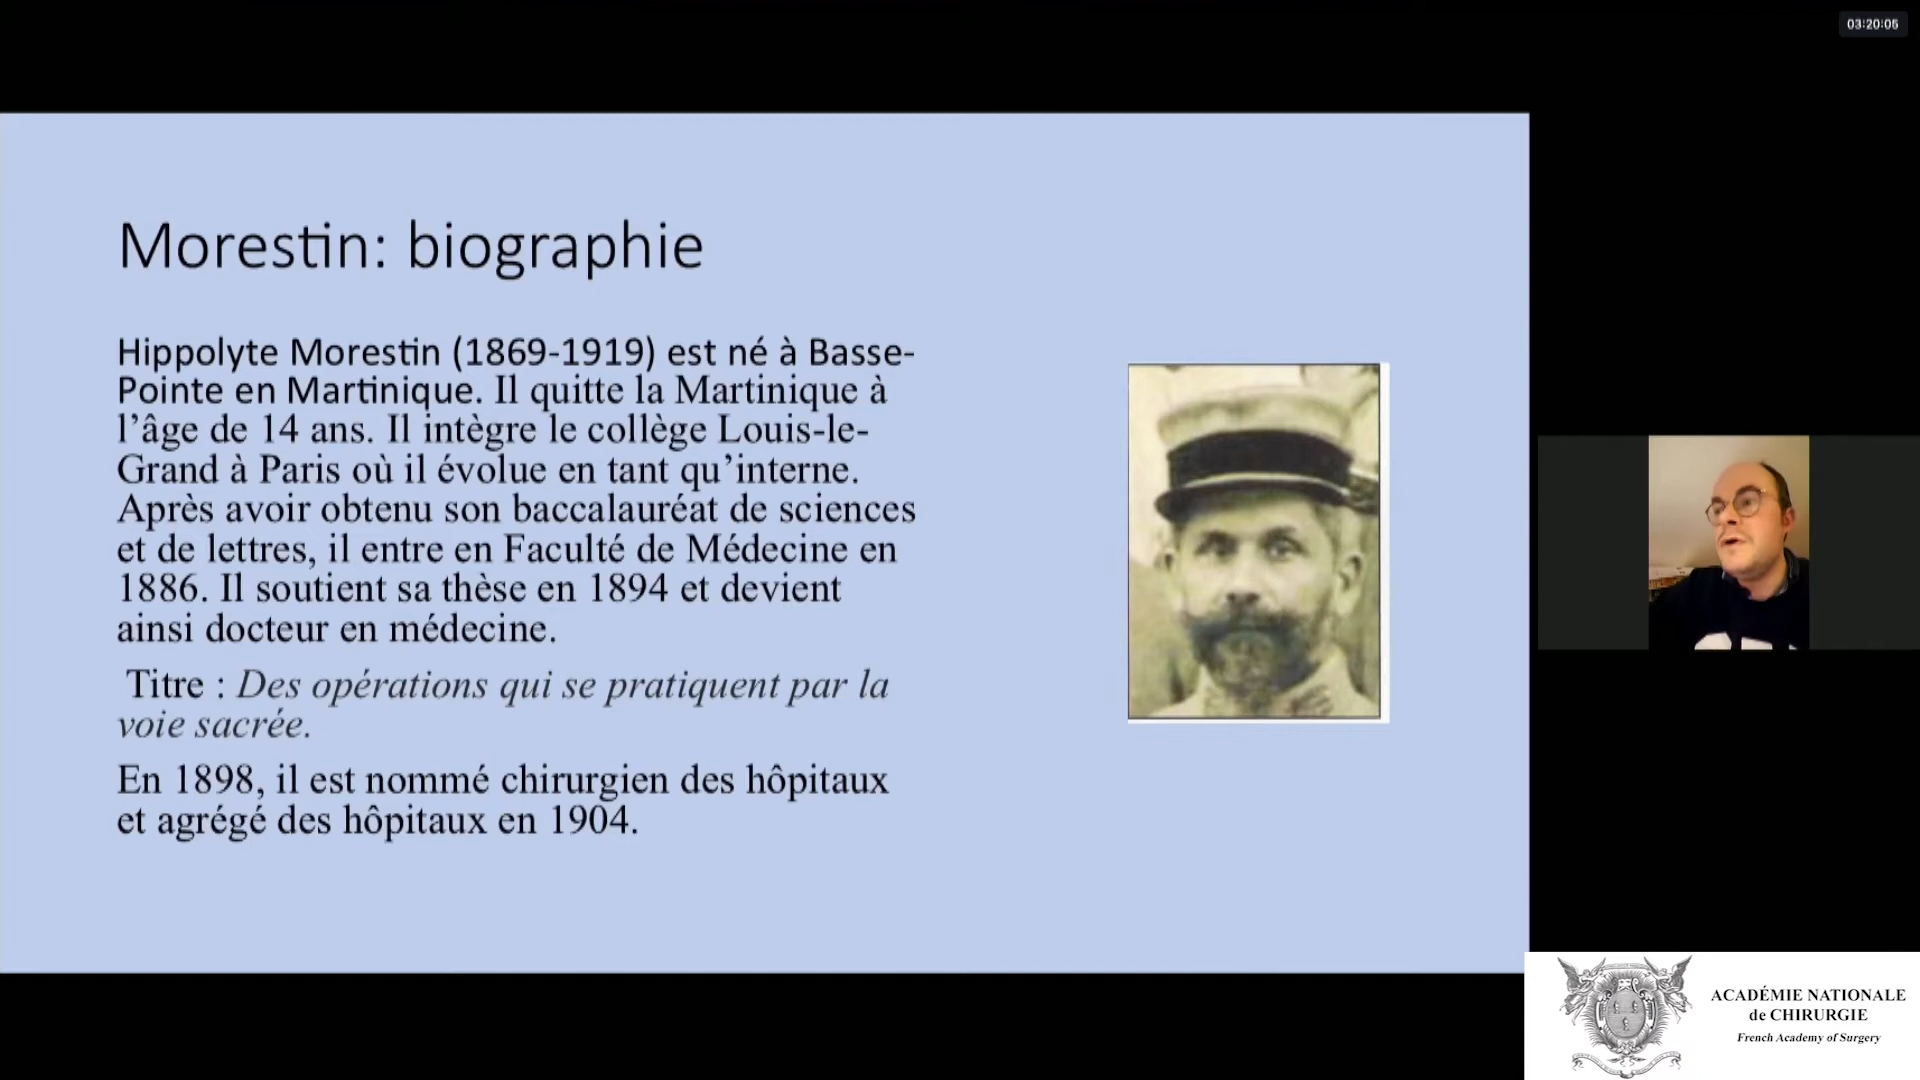 03:20:05
Morestin: biographie
Hippolyte Morestin (1869-1919) est né à Basse-
Pointe en Martinique. Il quitte la Martinique à
l’âge de 14 ans. Il intègre le collège Louis-le-
Grand à Paris où il évolue en tant qu’interne.
Après avoir obtenu son baccalauréat de sciences
et de lettres, il entre en Faculté de Médecine en
1886. Il soutient sa thèse en 1894 et devient
ainsi docteur en médecine.
Titre : Des opérations qui se pratiquent par la
voie sacrée.
En 1898, il est nommé chirurgien des hôpitaux
et agrégé des hôpitaux en 1904.
ACADÉMIE NATIONALE
de CHIRURGIE
French Academy of Surgery